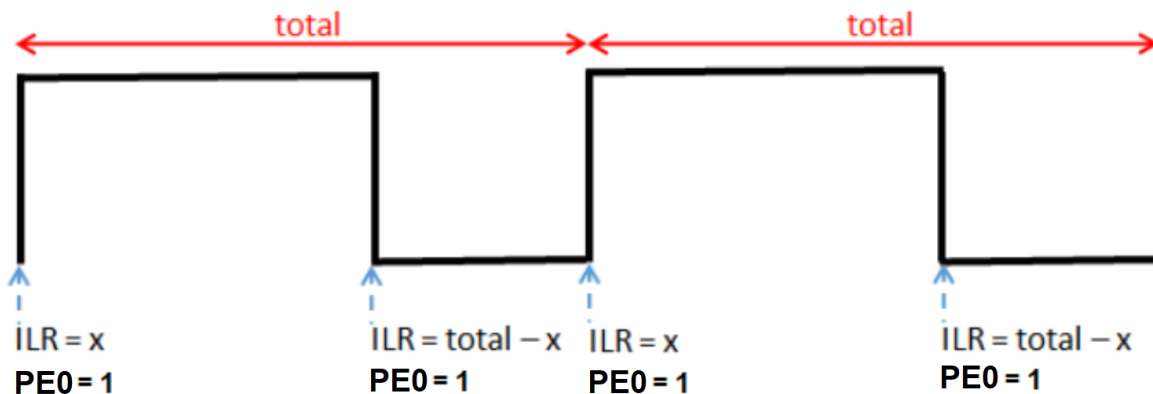 total
total
ILR = x
PE0 = 1
ILR = total – x
PE0 = 1
ILR = x
PE0 = 1
ILR = total – x
PE0 = 1